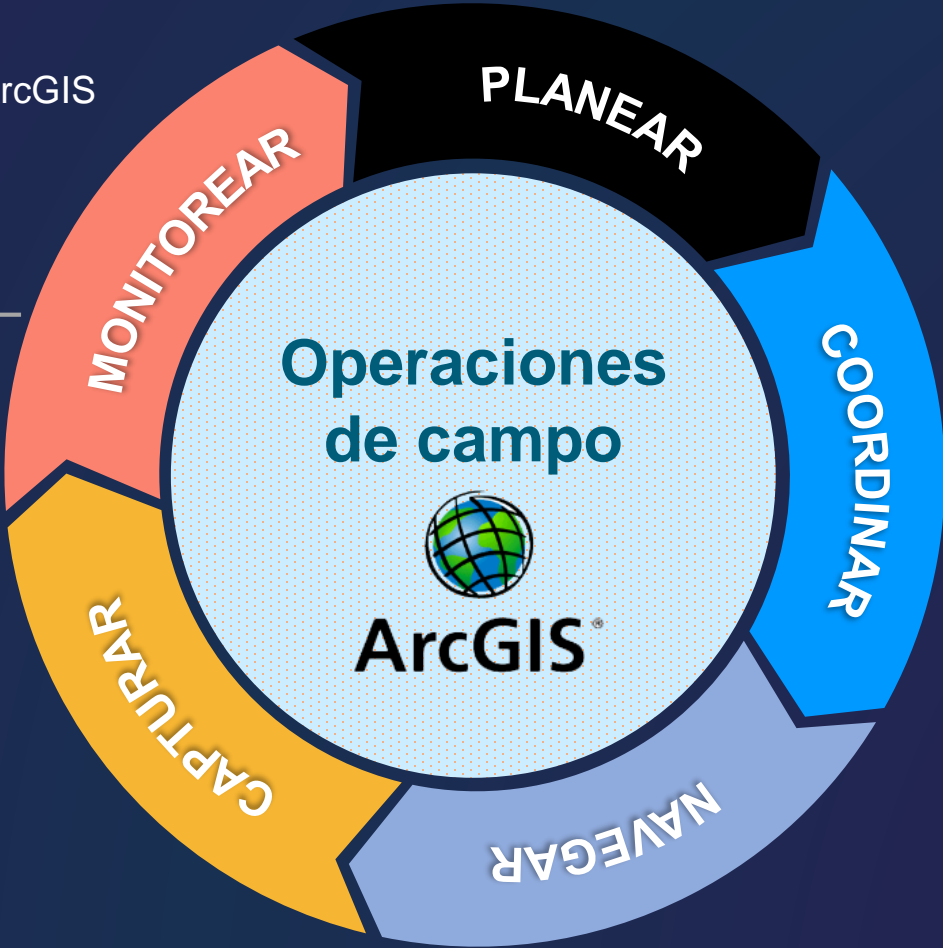 rcGIS
PLANEAR
COORDINAR
NAVEGAR
CAPTURAR
MONITOREAR
Operaciones
de campo
ArcGIS®